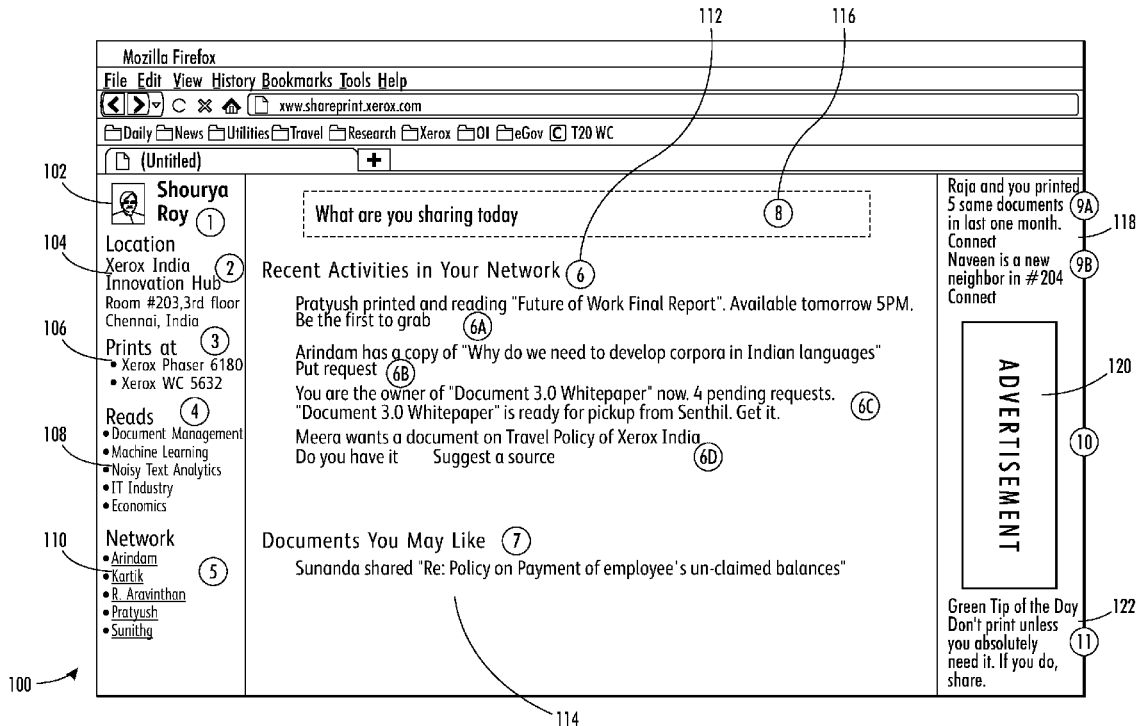 112
116
Mozilla Firefox
File Edit View History Bookmarks Tools Help
xww.shareprint.xerox.com
Daily News Utilities Travel Research Xerox OI eGov C T20 WC
(Untitled) +
102
Shourya
Roy 1
104
Location
Xerox India 2
Innovation Hub
Room #203,3rd floor
Chennai, India
106
Prints at 3
• Xerox Phaser 6180
• Xerox WC 5632
Reads 4
• Document Management
108
• Machine Learning
• Noisy Text Analytics
• IT Industry
• Economics
110
Network
• Arindam
• Kartik 5
• R. Aravinthan
• Pratyush
• Sunithg
100
What are you sharing today 8
Recent Activities in Your Network 6
Pratyush printed and reading "Future of Work Final Report". Available tomorrow 5PM.
Be the first to grab 6A
Arindam has a copy of "Why do we need to develop corpora in Indian languages"
Put request 6B
You are the owner of "Document 3.0 Whitepaper" now. 4 pending requests.
"Document 3.0 Whitepaper" is ready for pickup from Senthil. Get it. 6C
Meera wants a document on Travel Policy of Xerox India
Do you have it Suggest a source 6D
Documents You May Like 7
Sunanda shared "Re: Policy on Payment of employee's un-claimed balances"
114
Raja and you printed
5 same documents 9A
in last one month.
118
Connect
Naveen is a new 9B
neighbor in #204
Connect
ADVERTISEMENT
120
10
Green Tip of the Day
122
Don't print unless
you absolutely 11
need it. If you do,
share.